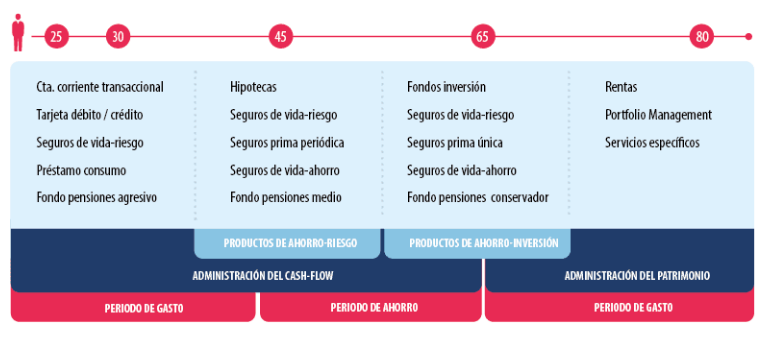 25
30
45
65
80
Cta. corriente transaccional
Tarjeta débito / crédito
Seguros de vida-riesgo
Préstamo consumo
Fondo pensiones agresivo
Hipotecas
Seguros de vida-riesgo
Seguros prima periódica
Seguros de vida-ahorro
Fondo pensiones medio
Fondos inversión
Seguros de vida-riesgo
Seguros prima única
Seguros de vida-ahorro
Fondo pensiones conservador
Rentas
Portfolio Management
Servicios específicos
PRODUCTOS DE AHORRO-RIESGO
PRODUCTOS DE AHORRO-INVERSIÓN
ADMINISTRACIÓN DEL CASH-FLOW
ADMINISTRACIÓN DEL PATRIMONIO
PERIODO DE GASTO
PERIODO DE AHORRO
PERIODO DE GASTO